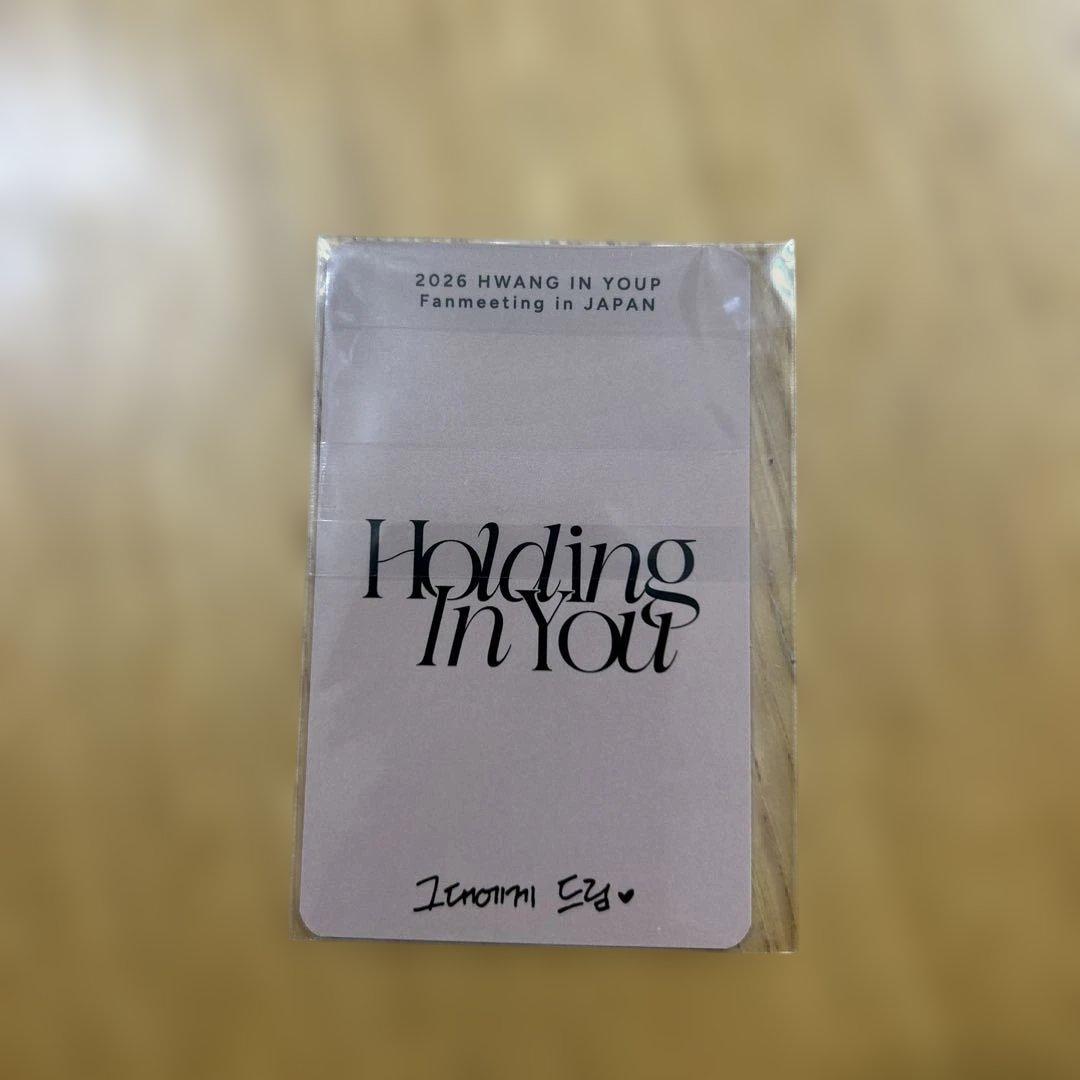 2026 HWANG IN YOUP
Fanmeeting in JAPAN
Holding
In You
그대에게 드림♥